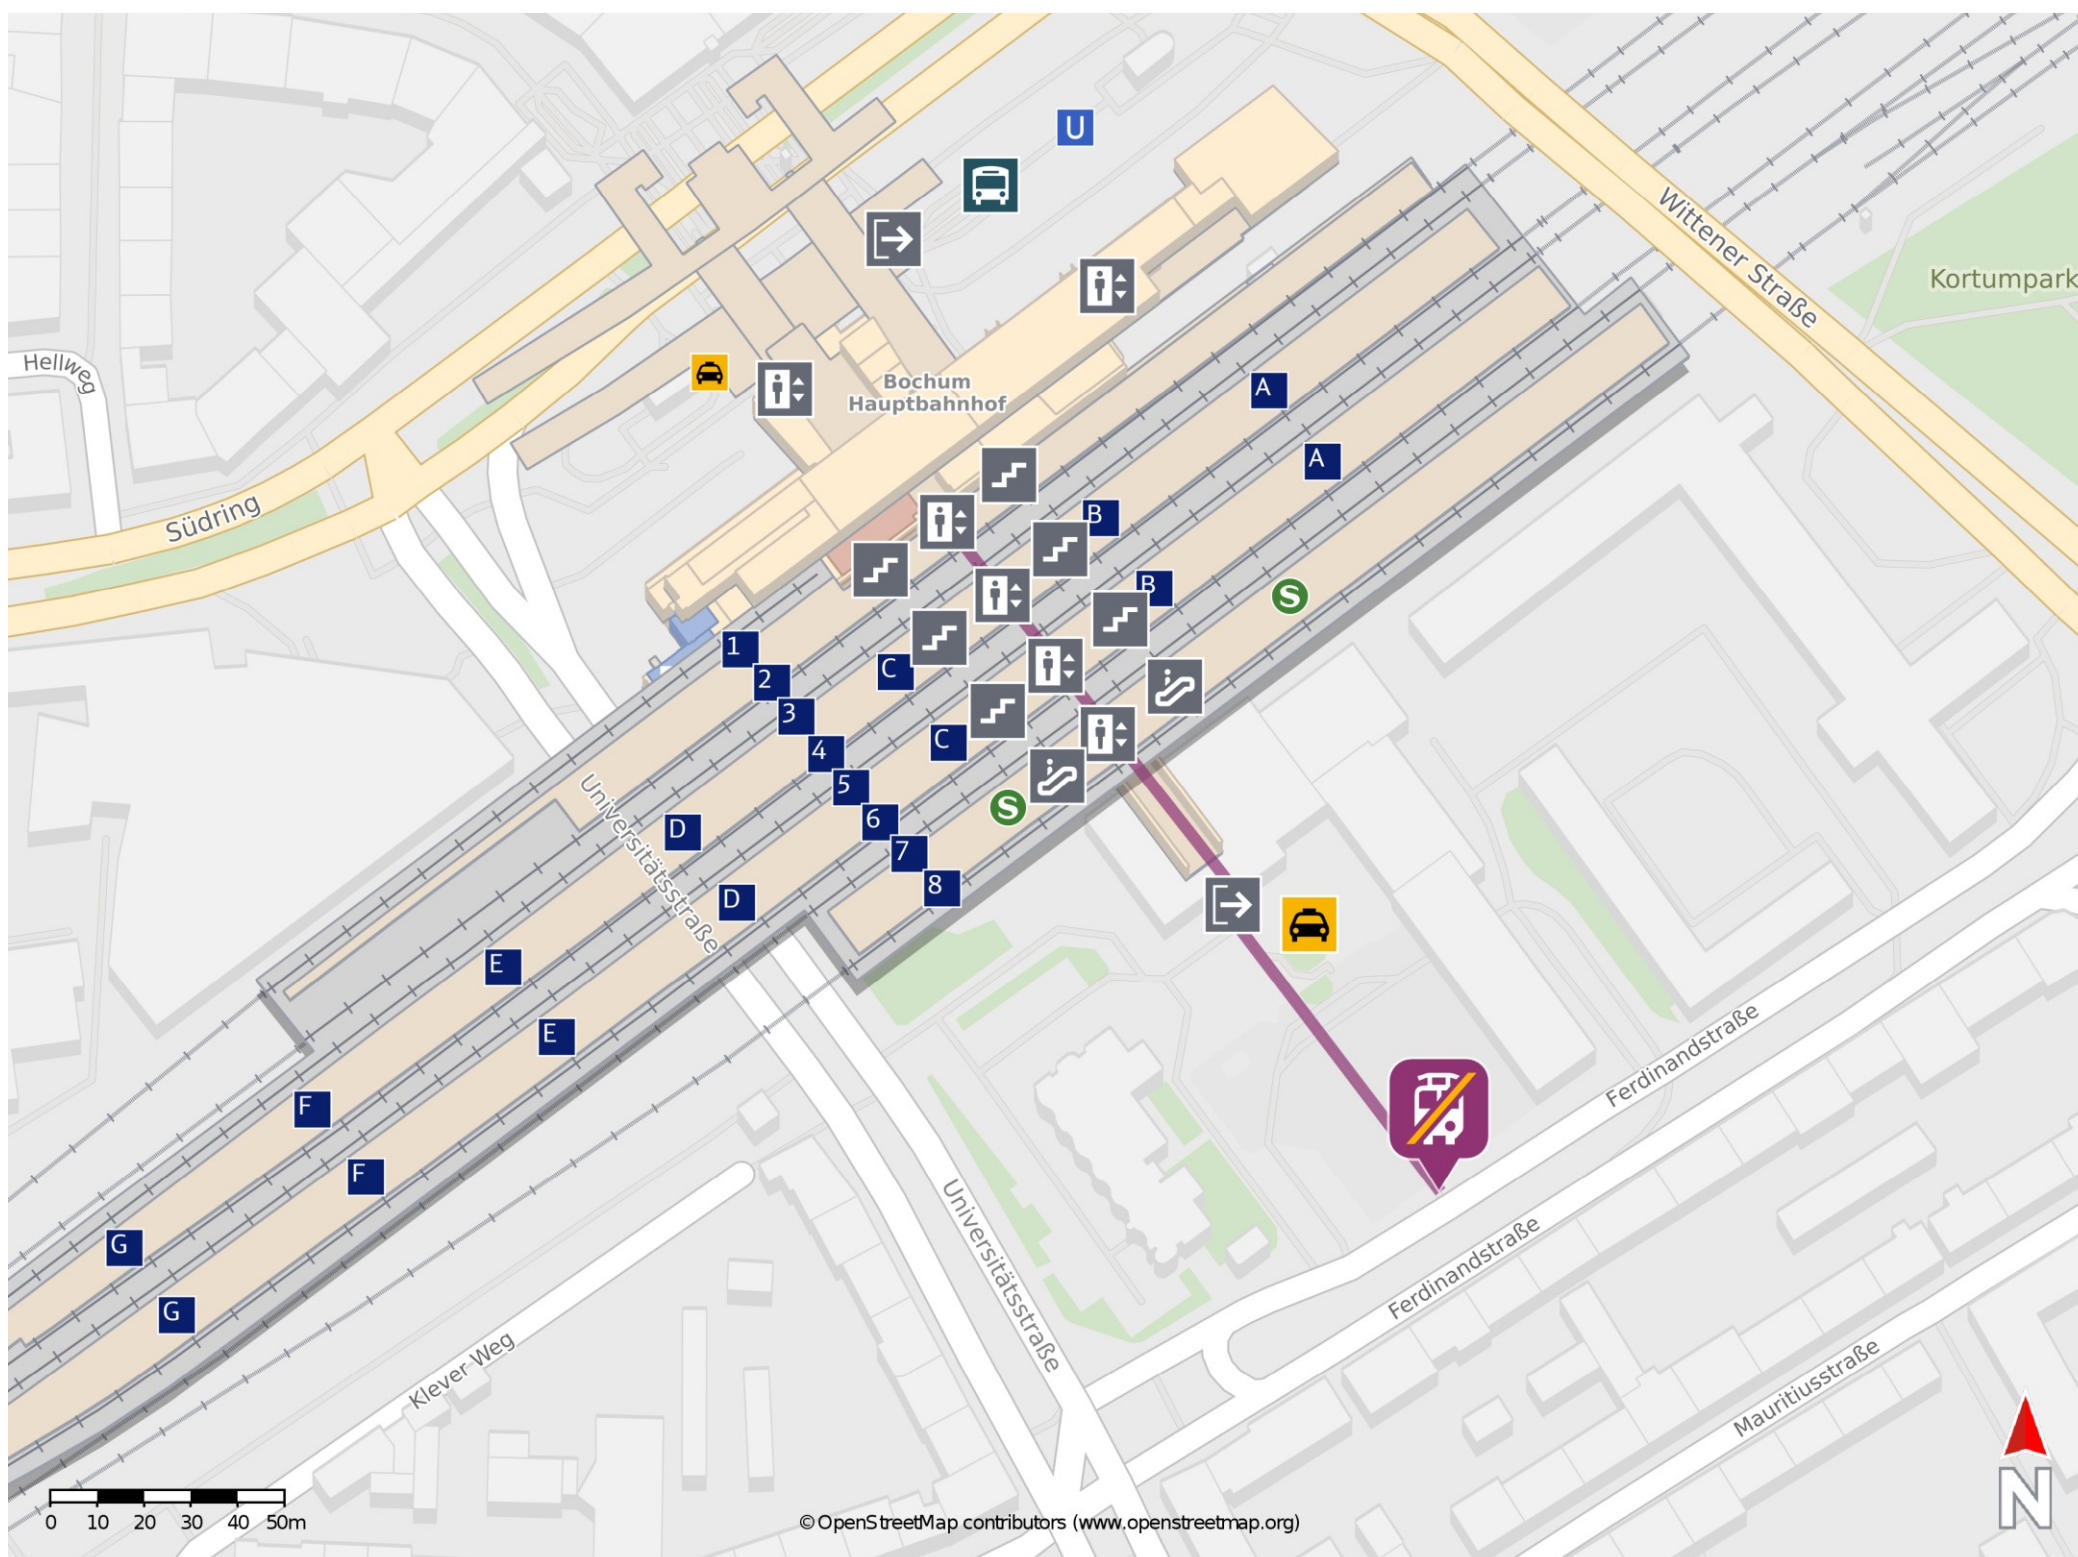 U
Wittener Straße
Kortumpark
Hellweg
Bochum
Hauptbahnhof
A
A
Südring
B
B
S
1
2
3
4
5
6
7
8
C
C
S
D
D
Universitätsstraße
E
E
F
F
G
G
Ferdinandstraße
Ferdinandstraße
Universitätsstraße
Klever Weg
Mauritiusstraße
0 10 20 30 40 50m
© OpenStreetMap contributors (www.openstreetmap.org)
N